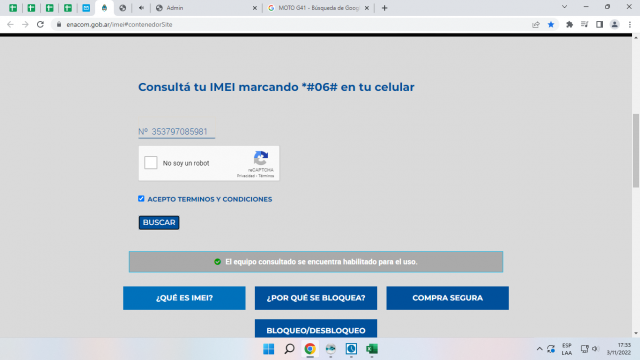 Admin
MOTO G41 - Búsqueda de Goog
enacom.gob.ar/imei#contenedorSite
Consultá tu IMEI marcando *#06# en tu celular
Nº 353797085981
No soy un robot
reCAPTCHA
Privacidad - Términos
ACEPTO TERMINOS Y CONDICIONES
BUSCAR
El equipo consultado se encuentra habilitado para el uso.
¿QUÉ ES IMEI?
¿POR QUÉ SE BLOQUEA?
COMPRA SEGURA
BLOQUEO/DESBLOQUEO
ESP
LAA
17:33
3/11/2022